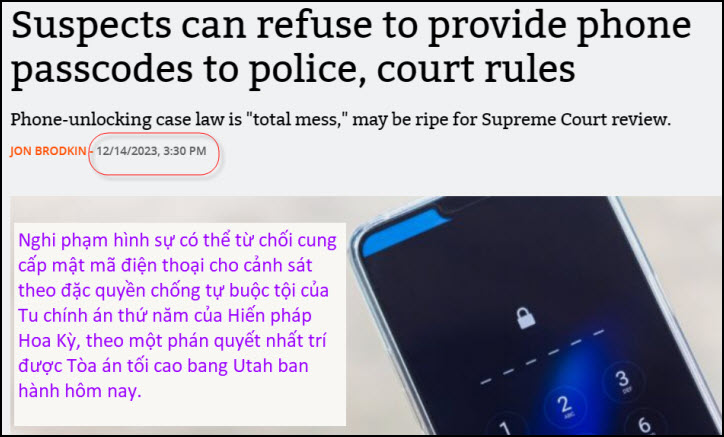 Suspects can refuse to provide phone
passcodes to police, court rules
Phone-unlocking case law is "total mess," may be ripe for Supreme Court review.
JON BRODKIN - 12/14/2023, 3:30 PM
Nghi phạm hình sự có thể từ chối cung
cấp mật mã điện thoại cho cảnh sát
theo đặc quyền chống tự buộc tội của
Tu chính án thứ năm của Hiến pháp
Hoa Kỳ, theo một phán quyết nhất trí
được Tòa án tối cao bang Utah ban
hành hôm nay.
1 2 ABC 3 DEF
6